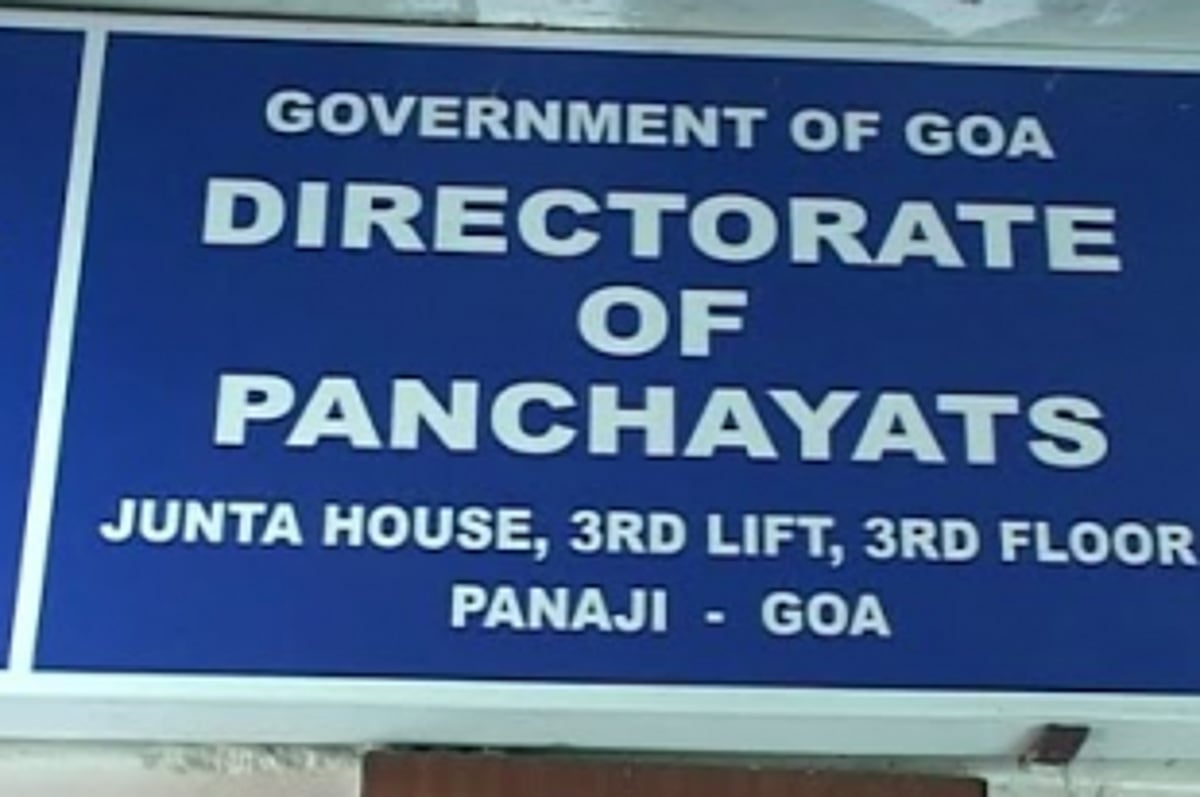 GOVERNMENT OF GOA
DIRECTORATE
OF
PANCHAYATS
JUNTA HOUSE, 3RD LIFT, 3RD FLOOR
PANAJI - GOA